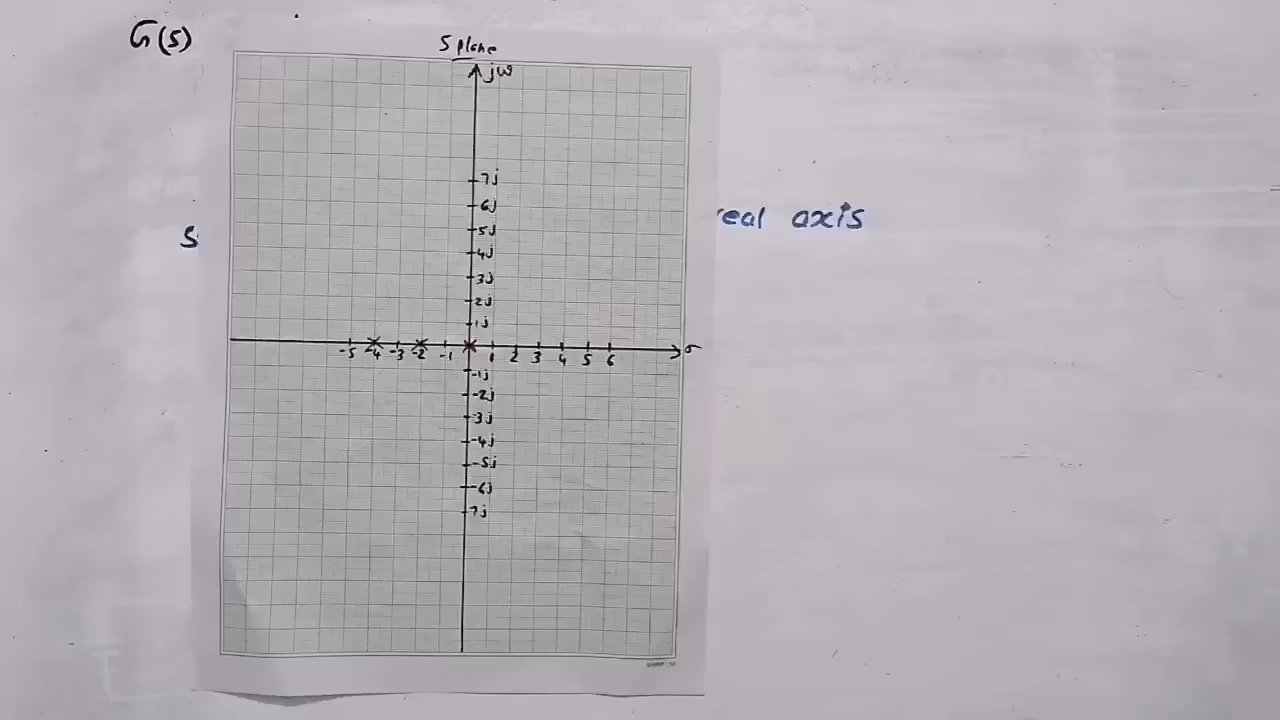 G(s)
S plane
jω
7j
6j
5j
4j
3j
2j
1j
-5 -4 -3 -2 -1 1 2 3 4 5 6 σ
-1j
-2j
-3j
-4j
-5j
-6j
7j
S
real axis